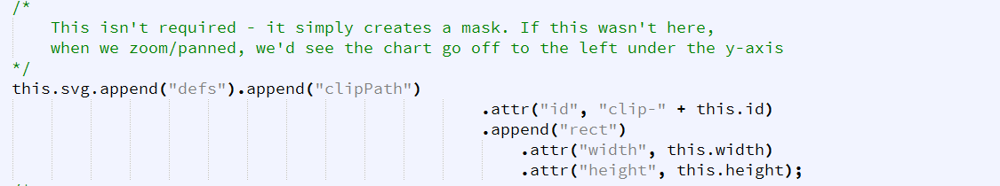 /*
This isn't required - it simply creates a mask. If this wasn't here,
when we zoom/panned, we'd see the chart go off to the left under the y-axis
*/
this.svg.append("defs").append("clipPath")
.attr("id", "clip-" + this.id)
.append("rect")
.attr("width", this.width)
.attr("height", this.height);